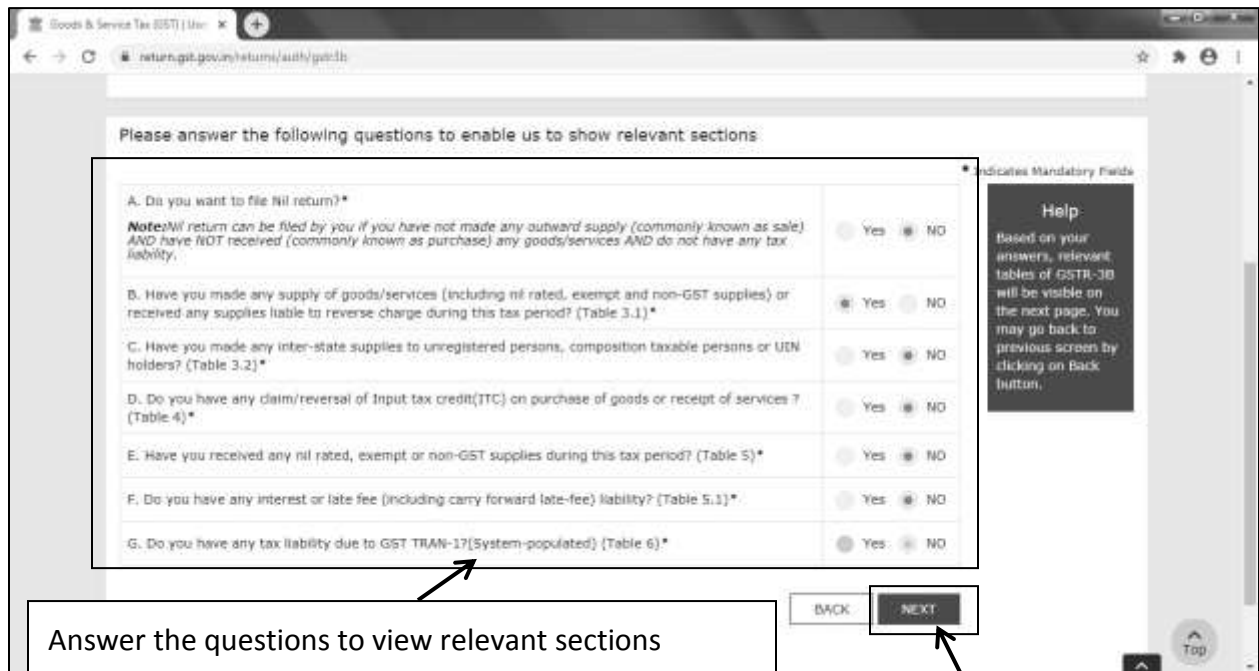 Goods & Service Tax (GST) | User
return.gst.gov.in/returns/auth/gstr3b
Please answer the following questions to enable us to show relevant sections
• Indicates Mandatory Fields
A. Do you want to file Nil return?•
Note:Nil return can be filed by you if you have not made any outward supply (commonly known as sale)
AND have NOT received (commonly known as purchase) any goods/services AND do not have any tax
liability.
Yes NO
B. Have you made any supply of goods/services (including nil rated, exempt and non-GST supplies) or
received any supplies liable to reverse charge during this tax period? (Table 3.1)•
Yes NO
C. Have you made any inter-state supplies to unregistered persons, composition taxable persons or UIN
holders? (Table 3.2)•
Yes NO
D. Do you have any claim/reversal of Input tax credit(ITC) on purchase of goods or receipt of services ?
(Table 4)•
Yes NO
E. Have you received any nil rated, exempt or non-GST supplies during this tax period? (Table 5)•
Yes NO
F. Do you have any interest or late fee (including carry forward late-fee) liability? (Table 5.1)•
Yes NO
G. Do you have any tax liability due to GST TRAN-1?(System-populated) (Table 6)•
Yes NO
Help
Based on your
answers, relevant
tables of GSTR-3B
will be visible on
the next page. You
may go back to
previous screen by
clicking on Back
button.
BACK NEXT
Answer the questions to view relevant sections
Top